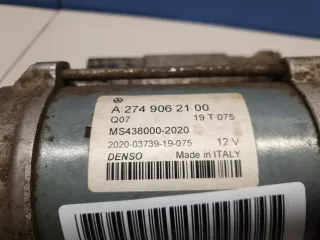 A 274 906 21 00
Q07 19 T 075
MS438000-2020
2020-03739-19-075 12 V
DENSO Made in ITALY